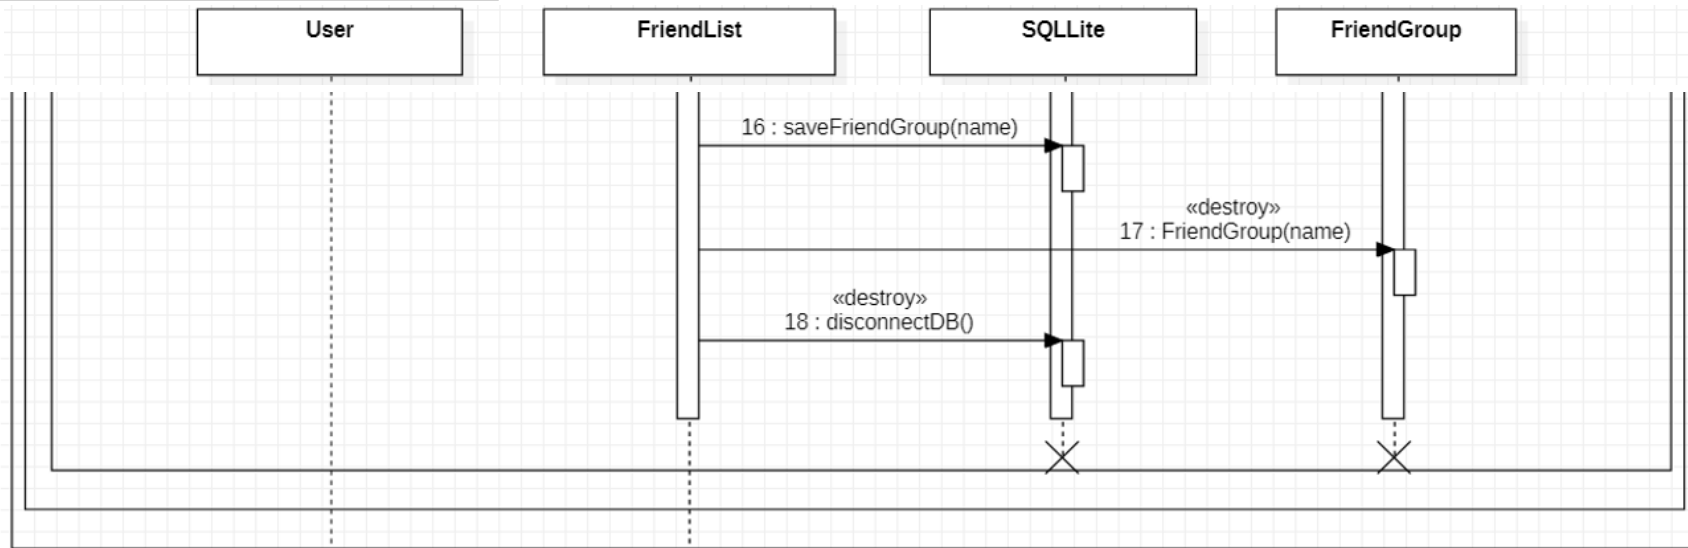 User
FriendList
SQLLite
FriendGroup
16 : saveFriendGroup(name)
«destroy»
17 : FriendGroup(name)
«destroy»
18 : disconnectDB()